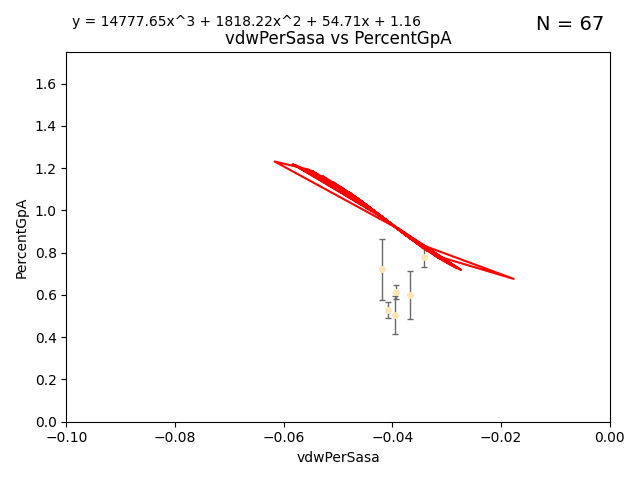 y = 14777.65x^3 + 1818.22x^2 + 54.71x + 1.16
N = 67
vdwPerSasa vs PercentGpA
1.6
1.4
1.2
1.0
0.8
0.6
0.4
0.2
0.0
PercentGpA
−0.10 −0.08 −0.06 −0.04 −0.02 0.00
vdwPerSasa